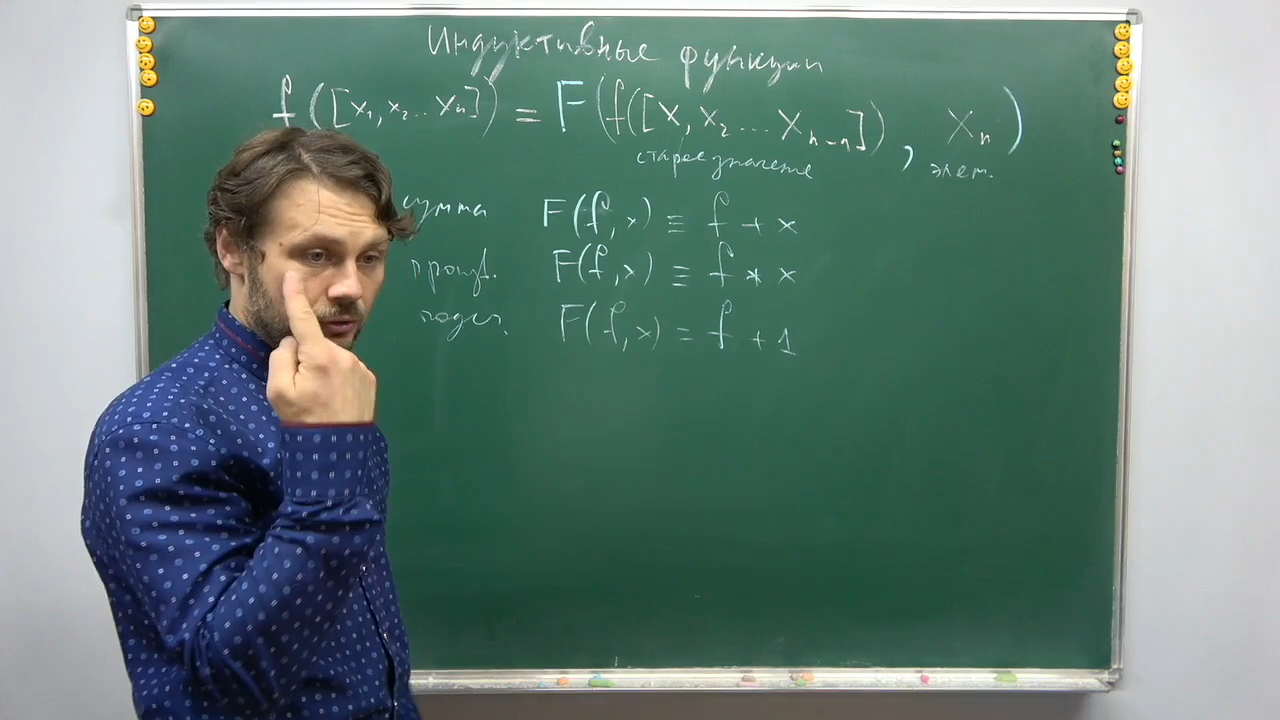 Индуктивные функции
f([x₁, x₂... xₙ]) = F(f([x, x₂ ... xₙ₋₁]), xₙ)
старое значение элем.
сумма F(f, x) ≡ f + x
произв. F(f, x) ≡ f * x
подсч. F(f, x) = f + 1